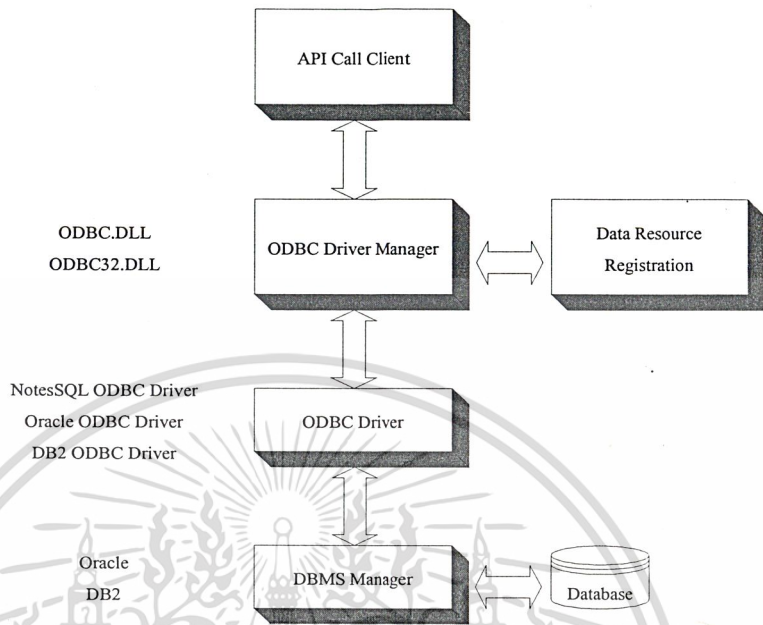 API Call Client
ODBC.DLL
ODBC32.DLL
ODBC Driver Manager
Data Resource
Registration
NotesSQL ODBC Driver
Oracle ODBC Driver
DB2 ODBC Driver
ODBC Driver
Oracle
DB2
DBMS Manager
Database